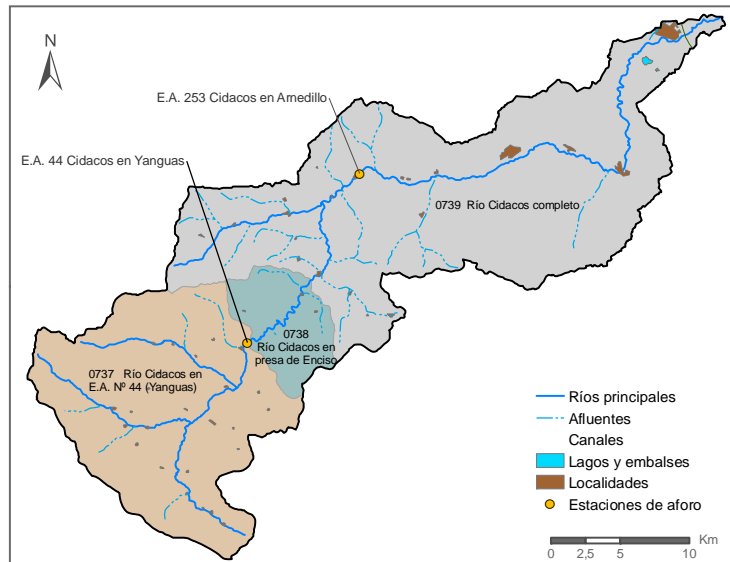 N
E.A. 253 Cidacos en Arnedillo
E.A. 44 Cidacos en Yanguas
0739 Río Cidacos completo
0738
Río Cidacos en
presa de Enciso
0737 Río Cidacos en
E.A. Nº 44 (Yanguas)
Ríos principales
Afluentes
Canales
Lagos y embalses
Localidades
Estaciones de aforo
Km
0 2,5 5 10